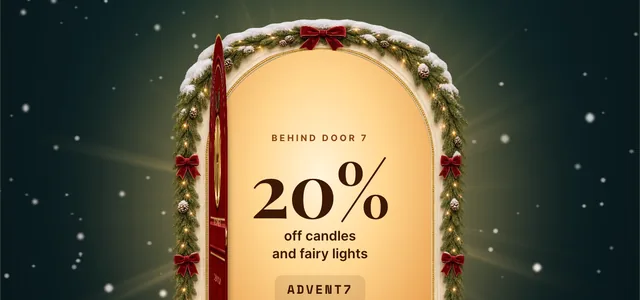 BEHIND DOOR 7
20%
off candles
and fairy lights
ADVENT7